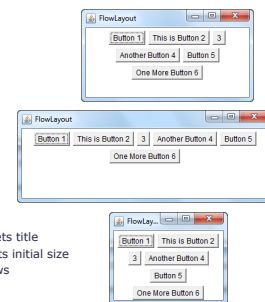 FlowLayout
Button 1 This is Button 2 3
Another Button 4 Button 5
One More Button 6
FlowLayout
Button 1 This is Button 2 3 Another Button 4 Button 5
One More Button 6
FlowLay...
ets title
Button 1 This is Button 2
ts initial size
3 Another Button 4
ws
Button 5
One More Button 6